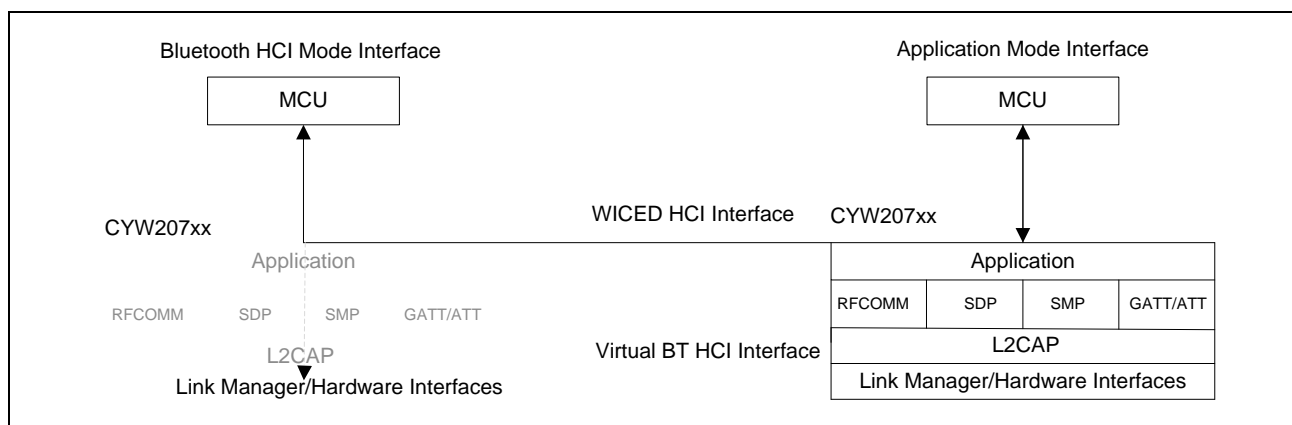 Bluetooth HCI Mode Interface
MCU
CYW207xx
Application
RFCOMM SDP SMP GATT/ATT
L2CAP
Link Manager/Hardware Interfaces
WICED HCI Interface
Virtual BT HCI Interface
Application Mode Interface
MCU
CYW207xx
Application
RFCOMM SDP SMP GATT/ATT
L2CAP
Link Manager/Hardware Interfaces